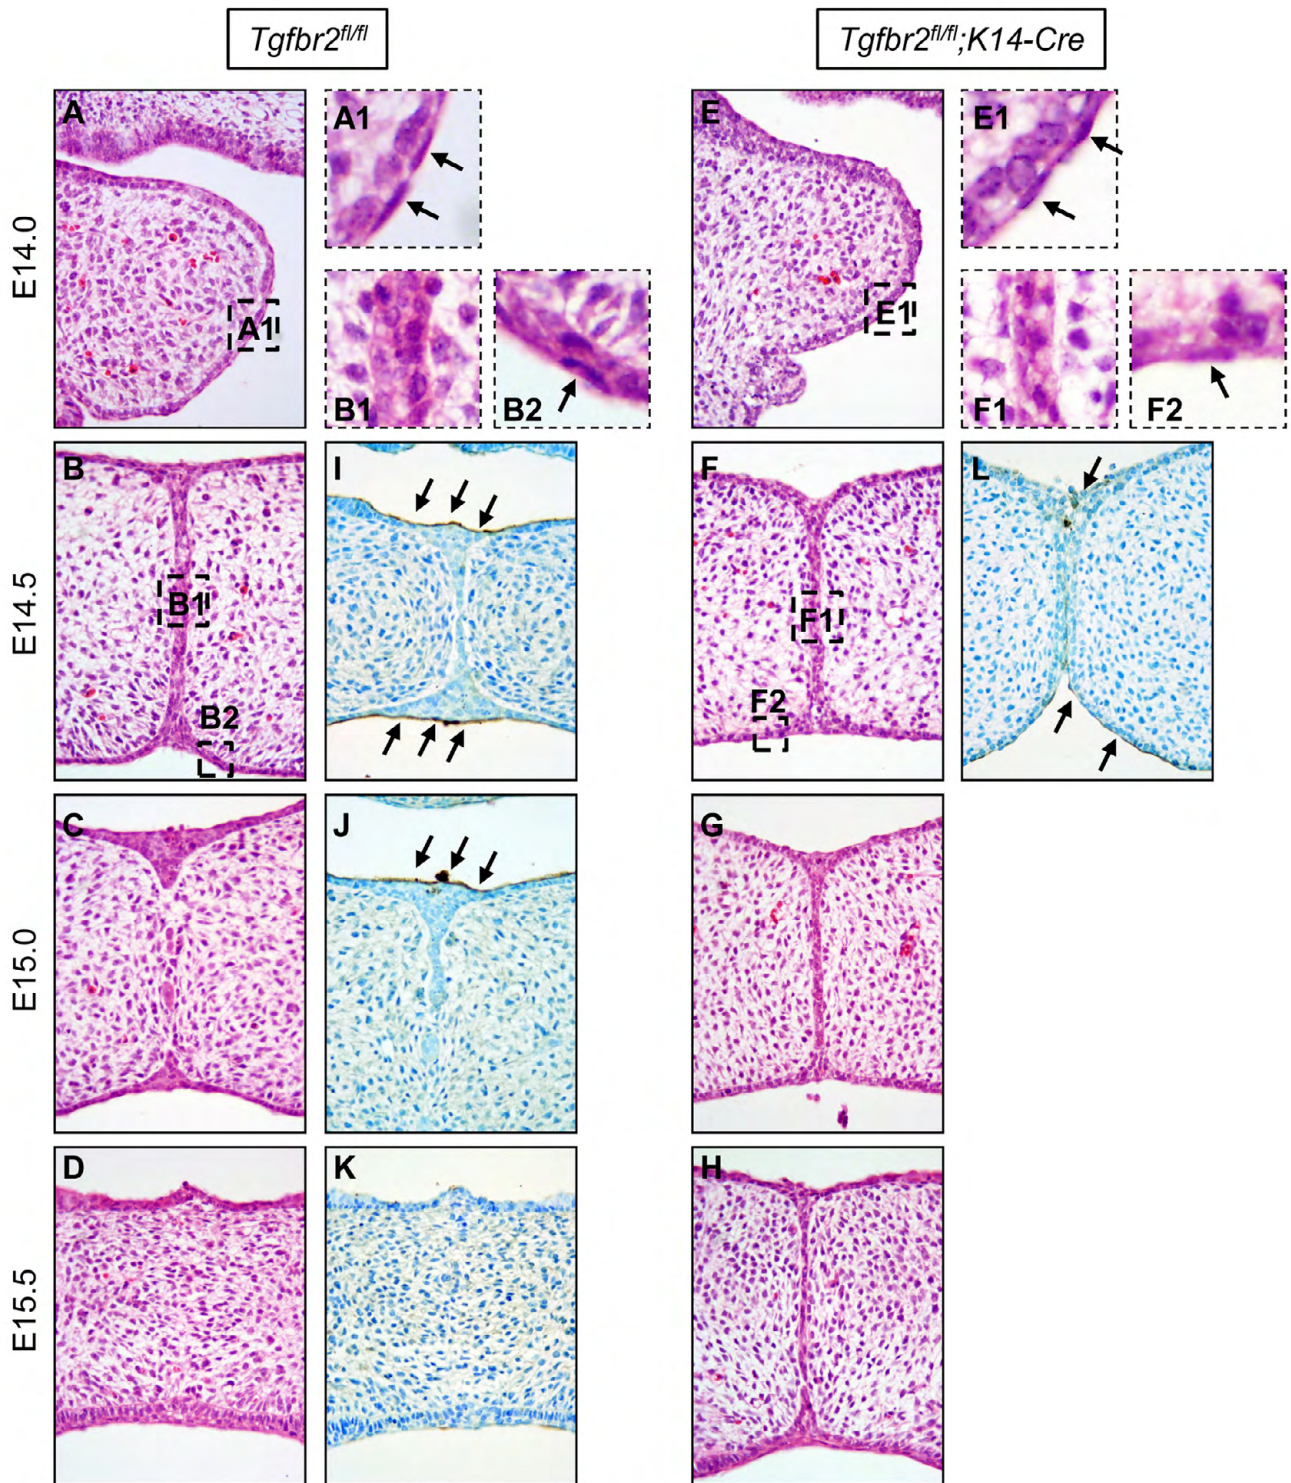 Tgfbr2fl/fl
Tgfbr2fl/fl;K14-Cre
E14.0
A
A1
A1
B1
B2
E
E1
E1
F1
F2
E14.5
B
B1
B2
I
F
F1
F2
L
E15.0
C
J
G
E15.5
D
K
H